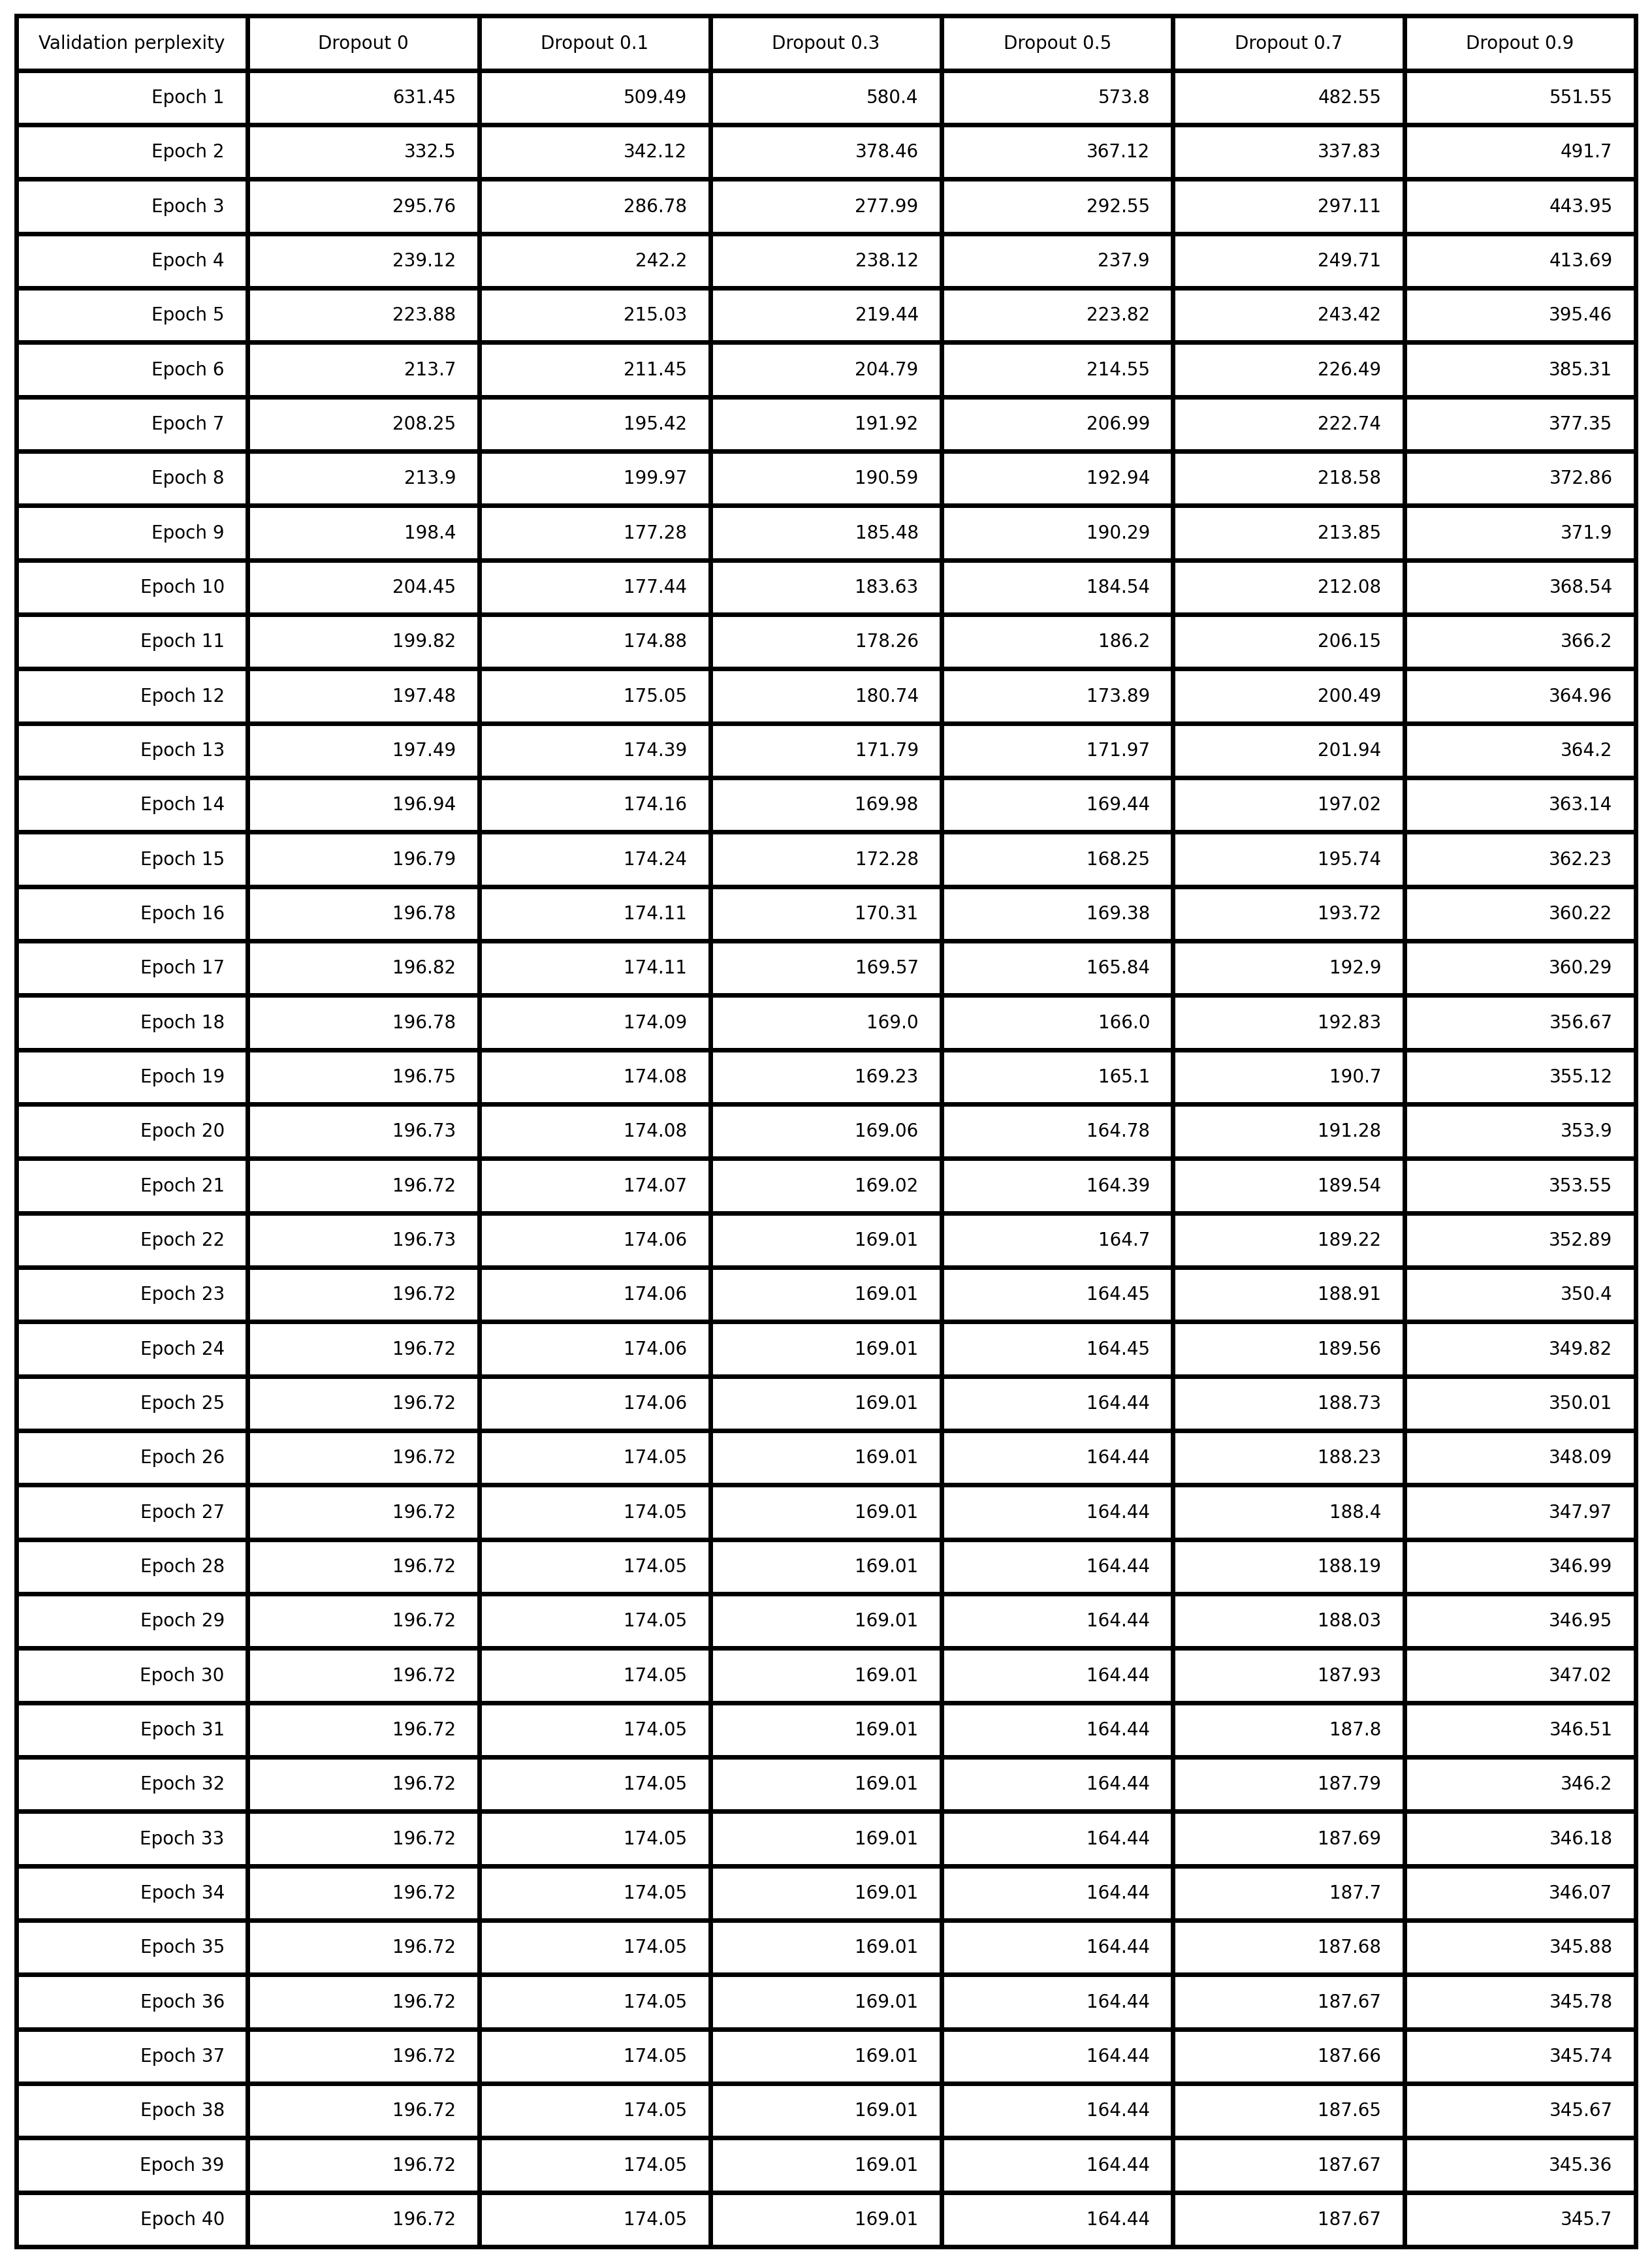 Validation perplexity Dropout 0 Dropout 0.1 Dropout 0.3 Dropout 0.5 Dropout 0.7 Dropout 0.9
Epoch 1 631.45 509.49 580.4 573.8 482.55 551.55
Epoch 2 332.5 342.12 378.46 367.12 337.83 491.7
Epoch 3 295.76 286.78 277.99 292.55 297.11 443.95
Epoch 4 239.12 242.2 238.12 237.9 249.71 413.69
Epoch 5 223.88 215.03 219.44 223.82 243.42 395.46
Epoch 6 213.7 211.45 204.79 214.55 226.49 385.31
Epoch 7 208.25 195.42 191.92 206.99 222.74 377.35
Epoch 8 213.9 199.97 190.59 192.94 218.58 372.86
Epoch 9 198.4 177.28 185.48 190.29 213.85 371.9
Epoch 10 204.45 177.44 183.63 184.54 212.08 368.54
Epoch 11 199.82 174.88 178.26 186.2 206.15 366.2
Epoch 12 197.48 175.05 180.74 173.89 200.49 364.96
Epoch 13 197.49 174.39 171.79 171.97 201.94 364.2
Epoch 14 196.94 174.16 169.98 169.44 197.02 363.14
Epoch 15 196.79 174.24 172.28 168.25 195.74 362.23
Epoch 16 196.78 174.11 170.31 169.38 193.72 360.22
Epoch 17 196.82 174.11 169.57 165.84 192.9 360.29
Epoch 18 196.78 174.09 169.0 166.0 192.83 356.67
Epoch 19 196.75 174.08 169.23 165.1 190.7 355.12
Epoch 20 196.73 174.08 169.06 164.78 191.28 353.9
Epoch 21 196.72 174.07 169.02 164.39 189.54 353.55
Epoch 22 196.73 174.06 169.01 164.7 189.22 352.89
Epoch 23 196.72 174.06 169.01 164.45 188.91 350.4
Epoch 24 196.72 174.06 169.01 164.45 189.56 349.82
Epoch 25 196.72 174.06 169.01 164.44 188.73 350.01
Epoch 26 196.72 174.05 169.01 164.44 188.23 348.09
Epoch 27 196.72 174.05 169.01 164.44 188.4 347.97
Epoch 28 196.72 174.05 169.01 164.44 188.19 346.99
Epoch 29 196.72 174.05 169.01 164.44 188.03 346.95
Epoch 30 196.72 174.05 169.01 164.44 187.93 347.02
Epoch 31 196.72 174.05 169.01 164.44 187.8 346.51
Epoch 32 196.72 174.05 169.01 164.44 187.79 346.2
Epoch 33 196.72 174.05 169.01 164.44 187.69 346.18
Epoch 34 196.72 174.05 169.01 164.44 187.7 346.07
Epoch 35 196.72 174.05 169.01 164.44 187.68 345.88
Epoch 36 196.72 174.05 169.01 164.44 187.67 345.78
Epoch 37 196.72 174.05 169.01 164.44 187.66 345.74
Epoch 38 196.72 174.05 169.01 164.44 187.65 345.67
Epoch 39 196.72 174.05 169.01 164.44 187.67 345.36
Epoch 40 196.72 174.05 169.01 164.44 187.67 345.7